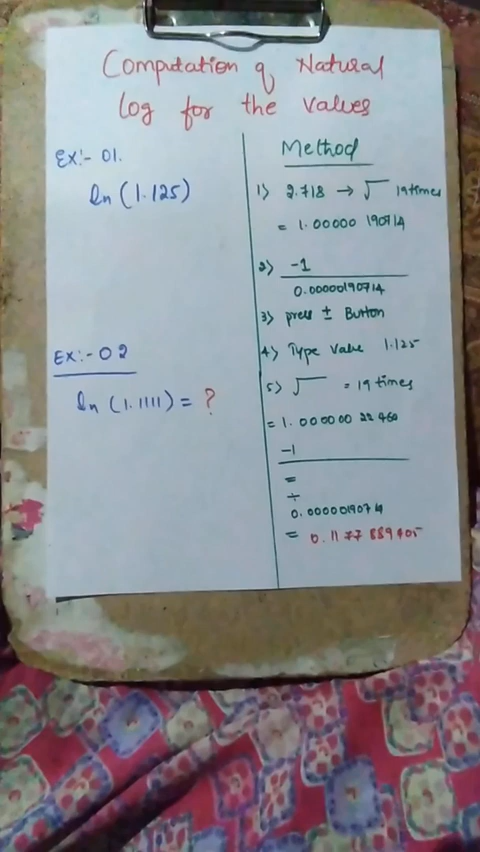 Computation of Natural
Log for the values
Ex:- 01.
ln (1.125)
Ex:- 02
ln (1.1111) = ?
Method
1) 2.718 → √ 19 times
= 1.00000 190714
2) -1
0.00000190714
3) press ± Button
4) Type value 1.125
5) √ = 19 times
= 1.000000 22460
-1
=
÷
0.00000190714
= 0.1177889405